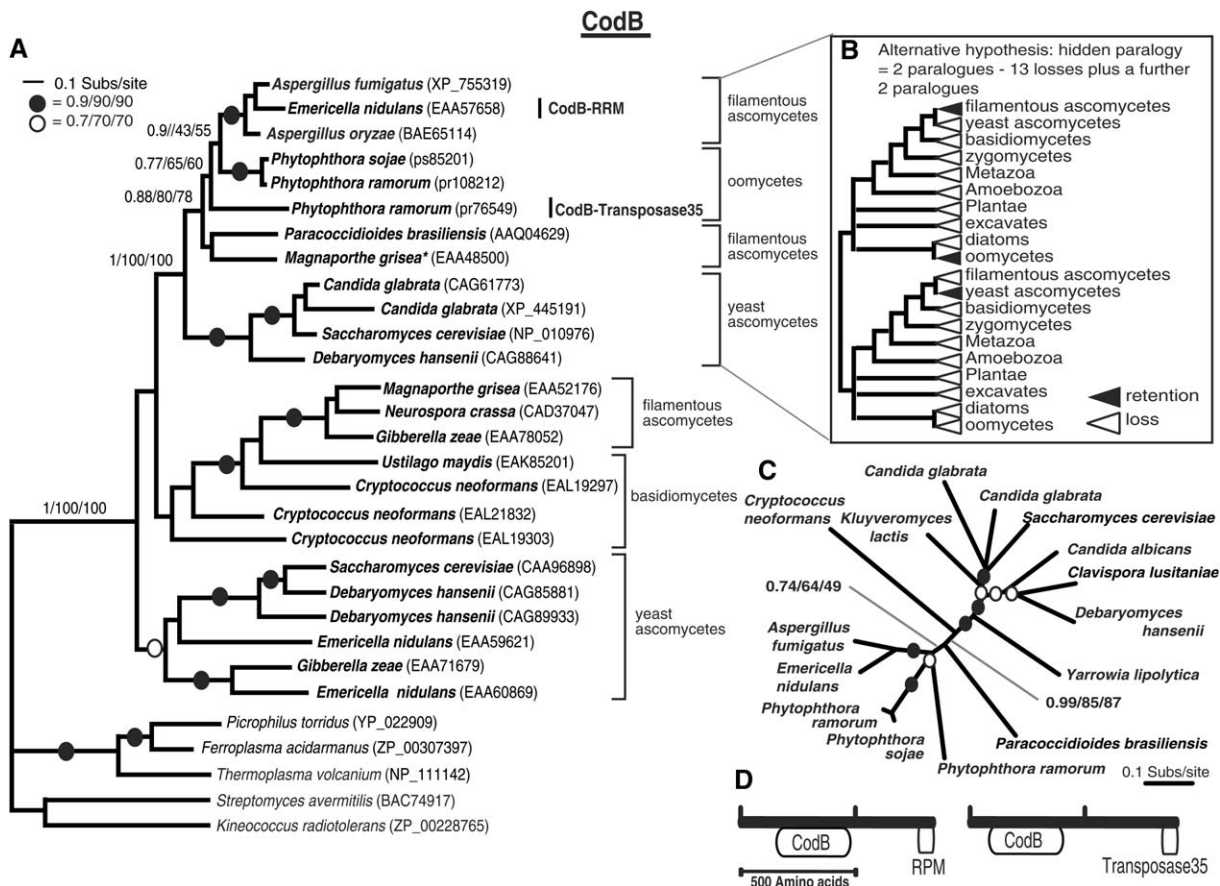 CodB
A
0.1 Subs/site
= 0.9/90/90
= 0.7/70/70
Aspergillus fumigatus (XP_755319)
Emericella nidulans (EAA57658)
CodB-RRM
Aspergillus oryzae (BAE65114)
0.9//43/55
Phytophthora sojae (ps85201)
0.77/65/60
Phytophthora ramorum (pr108212)
0.88/80/78
Phytophthora ramorum (pr76549)
CodB-Transposase35
Paracoccidioides brasiliensis (AAQ04629)
1/100/100
Magnaporthe grisea* (EAA48500)
Candida glabrata (CAG61773)
Candida glabrata (XP_445191)
Saccharomyces cerevisiae (NP_010976)
Debaryomyces hansenii (CAG88641)
Magnaporthe grisea (EAA52176)
Neurospora crassa (CAD37047)
Gibberella zeae (EAA78052)
Ustilago maydis (EAK85201)
Cryptococcus neoformans (EAL19297)
1/100/100
Cryptococcus neoformans (EAL21832)
Cryptococcus neoformans (EAL19303)
Saccharomyces cerevisiae (CAA96898)
Debaryomyces hansenii (CAG85881)
Debaryomyces hansenii (CAG89933)
Emericella nidulans (EAA59621)
Gibberella zeae (EAA71679)
Emericella nidulans (EAA60869)
Picrophilus torridus (YP_022909)
Ferroplasma acidarmanus (ZP_00307397)
Thermoplasma volcanium (NP_111142)
Streptomyces avermitilis (BAC74917)
Kineococcus radiotolerans (ZP_00228765)
filamentous
ascomycetes
oomycetes
filamentous
ascomycetes
yeast
ascomycetes
filamentous
ascomycetes
basidiomycetes
yeast
ascomycetes
B
Alternative hypothesis: hidden paralogy
= 2 paralogues - 13 losses plus a further
2 paralogues
filamentous ascomycetes
yeast ascomycetes
basidiomycetes
zygomycetes
Metazoa
Amoebozoa
Plantae
excavates
diatoms
oomycetes
filamentous ascomycetes
yeast ascomycetes
basidiomycetes
zygomycetes
Metazoa
Amoebozoa
Plantae
excavates
diatoms
oomycetes
retention
loss
C
Candida glabrata
Candida glabrata
Cryptococcus
neoformans
Kluyveromyces
lactis
Saccharomyces cerevisiae
Candida albicans
Clavispora lusitaniae
0.74/64/49
Debaryomyces
hansenii
Aspergillus
fumigatus
Emericella
nidulans
Yarrowia lipolytica
0.99/85/87
Phytophthora
ramorum
Phytophthora
sojae
Paracoccidioides brasiliensis
Phytophthora ramorum
0.1 Subs/site
D
CodB
RPM
500 Amino acids
CodB
Transposase35